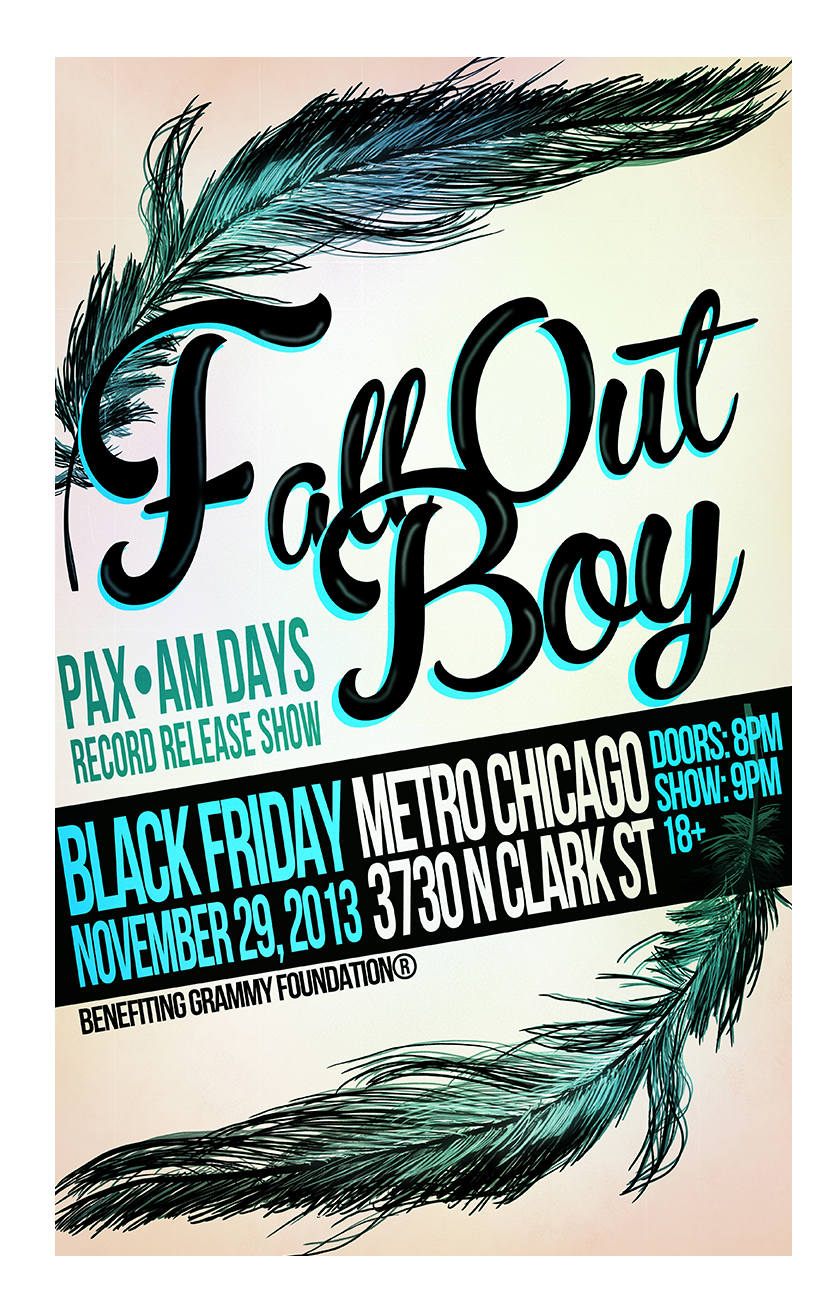 Fall Out
Boy
PAX•AM DAYS
RECORD RELEASE SHOW
BLACK FRIDAY
NOVEMBER 29, 2013
METRO CHICAGO
3730 N CLARK ST
DOORS: 8PM
SHOW: 9PM
18+
BENEFITING GRAMMY FOUNDATION®